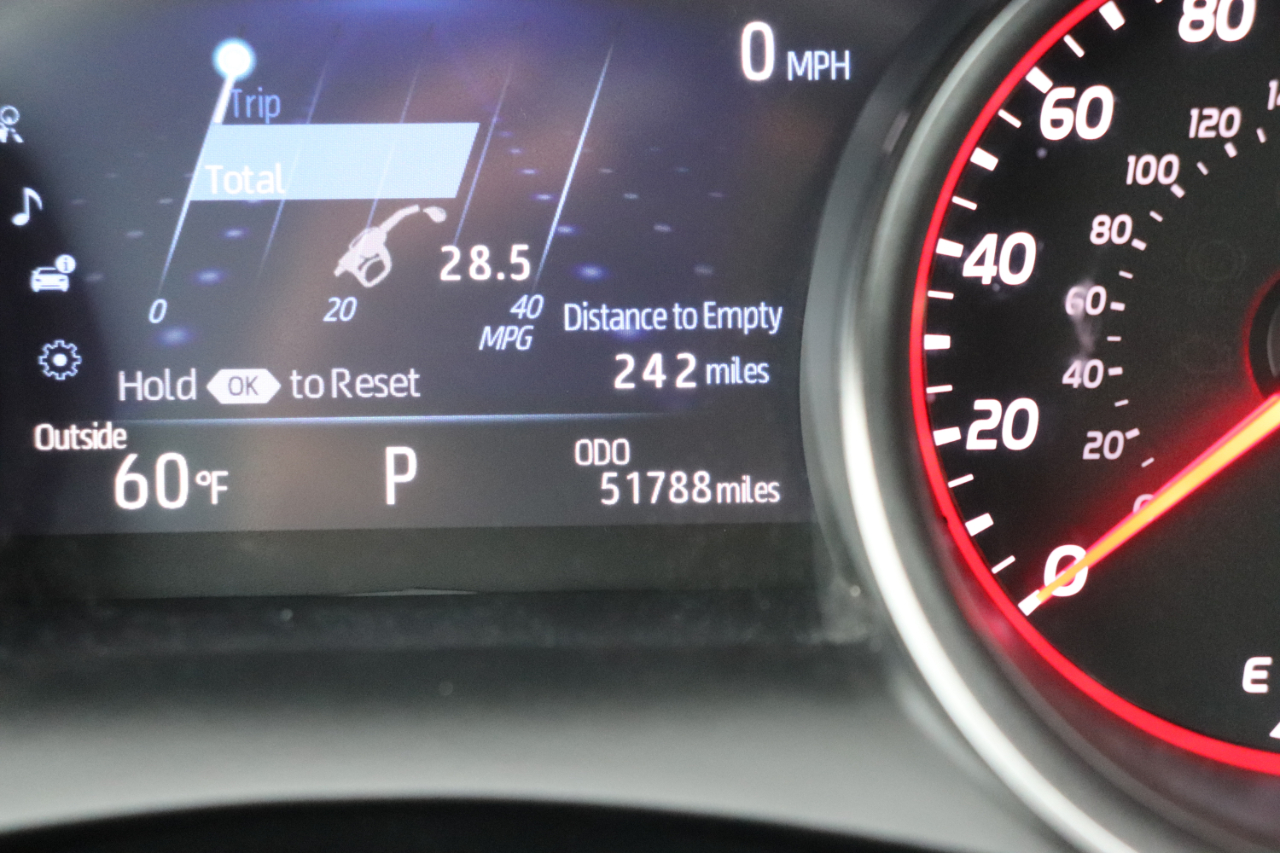 0 MPH
Trip
Total
28.5
0 20 40
MPG
Distance to Empty
242 miles
Hold OK to Reset
Outside
60°F
P
ODO
51788 miles
80
60
40
20
0
120
100
80
60
40
20
E